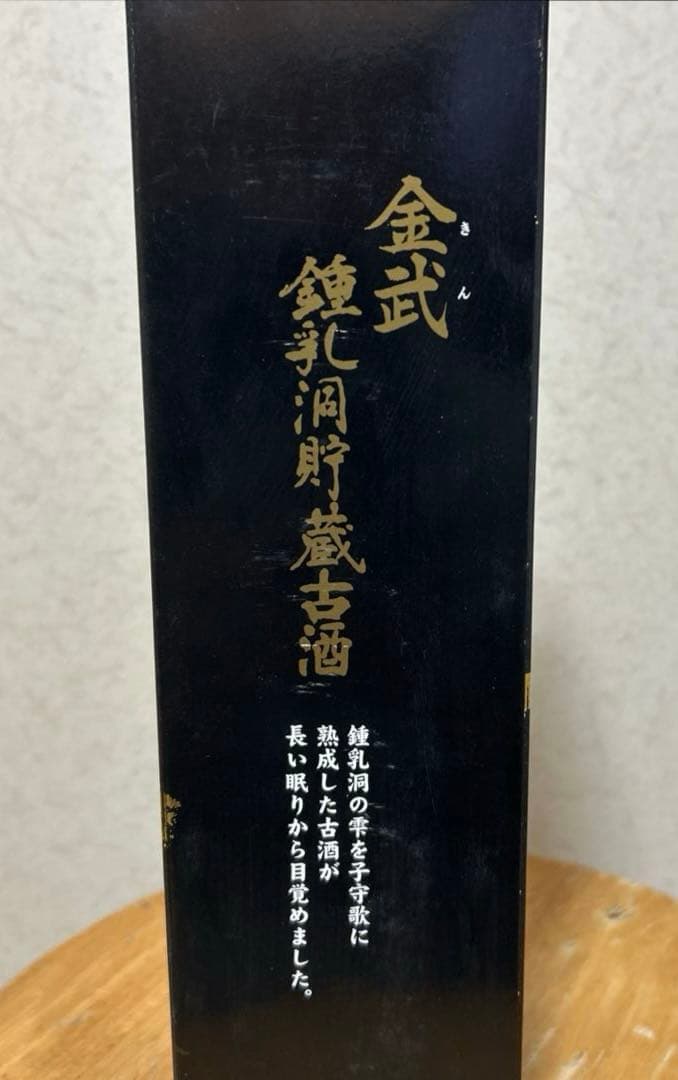 金武
きん
鍾乳洞貯蔵古酒
鍾乳洞の雫を子守歌に
熟成した古酒が
長い眠りから目覚めました。